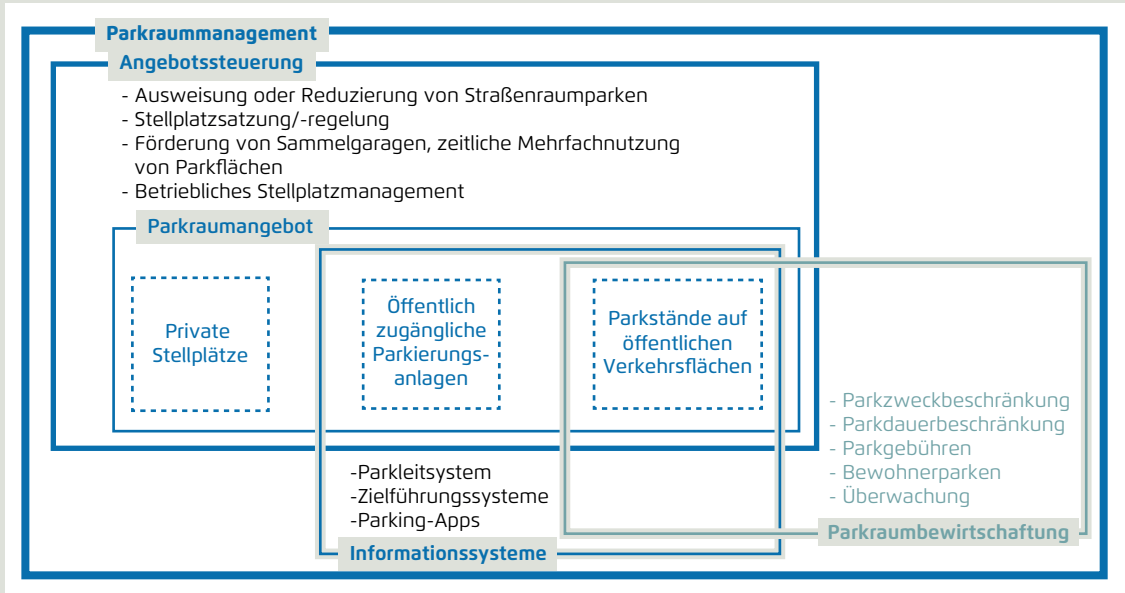 Parkraummanagement
Angebotssteuerung
- Ausweisung oder Reduzierung von Straßenraumparken
- Stellplatzsatzung/-regelung
- Förderung von Sammelgaragen, zeitliche Mehrfachnutzung
von Parkflächen
- Betriebliches Stellplatzmanagement
Parkraumangebot
Private
Stellplätze
Öffentlich
zugängliche
Parkierungs-
anlagen
Parkstände auf
öffentlichen
Verkehrsflächen
-Parkleitsystem
-Zielführungssysteme
-Parking-Apps
Informationssysteme
- Parkzweckbeschränkung
- Parkdauerbeschränkung
- Parkgebühren
- Bewohnerparken
- Überwachung
Parkraumbewirtschaftung